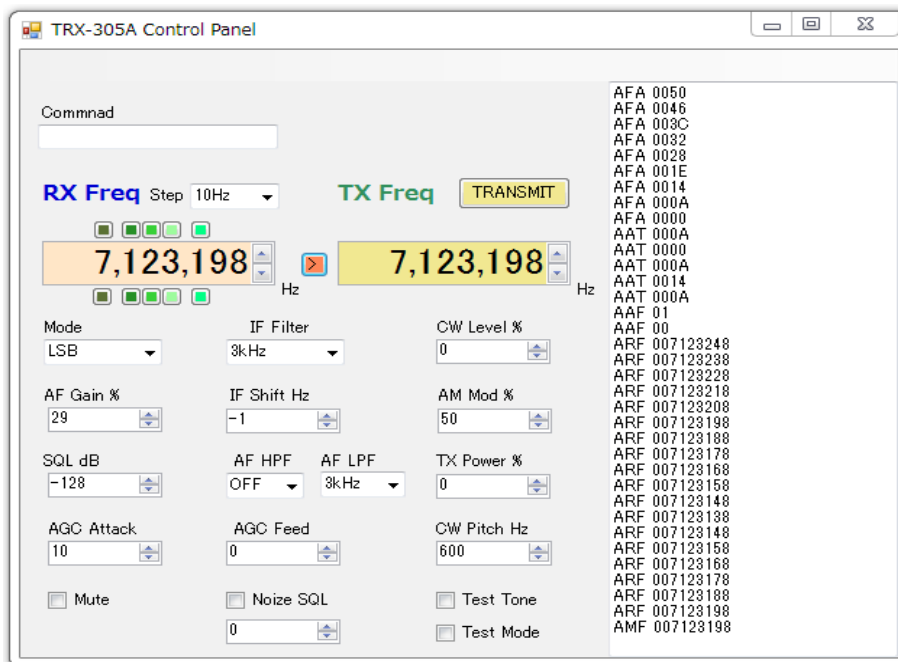 TRX-305A Control Panel
Commnad
RX Freq Step 10Hz TX Freq TRANSMIT
7,123,198 Hz > 7,123,198 Hz
Mode IF Filter CW Level %
LSB 3kHz 0
AF Gain % IF Shift Hz AM Mod %
29 -1 50
SQL dB AF HPF AF LPF TX Power %
-128 OFF 3kHz 0
AGC Attack AGC Feed CW Pitch Hz
10 0 600
Mute Noize SQL Test Tone
0 Test Mode
AFA 0050
AFA 0046
AFA 003C
AFA 0032
AFA 0028
AFA 001E
AFA 0014
AFA 000A
AFA 0000
AAT 000A
AAT 0000
AAT 000A
AAT 0014
AAT 000A
AAF 01
AAF 00
ARF 007123248
ARF 007123238
ARF 007123228
ARF 007123218
ARF 007123208
ARF 007123198
ARF 007123188
ARF 007123178
ARF 007123168
ARF 007123158
ARF 007123148
ARF 007123138
ARF 007123148
ARF 007123158
ARF 007123168
ARF 007123178
ARF 007123188
ARF 007123198
AMF 007123198